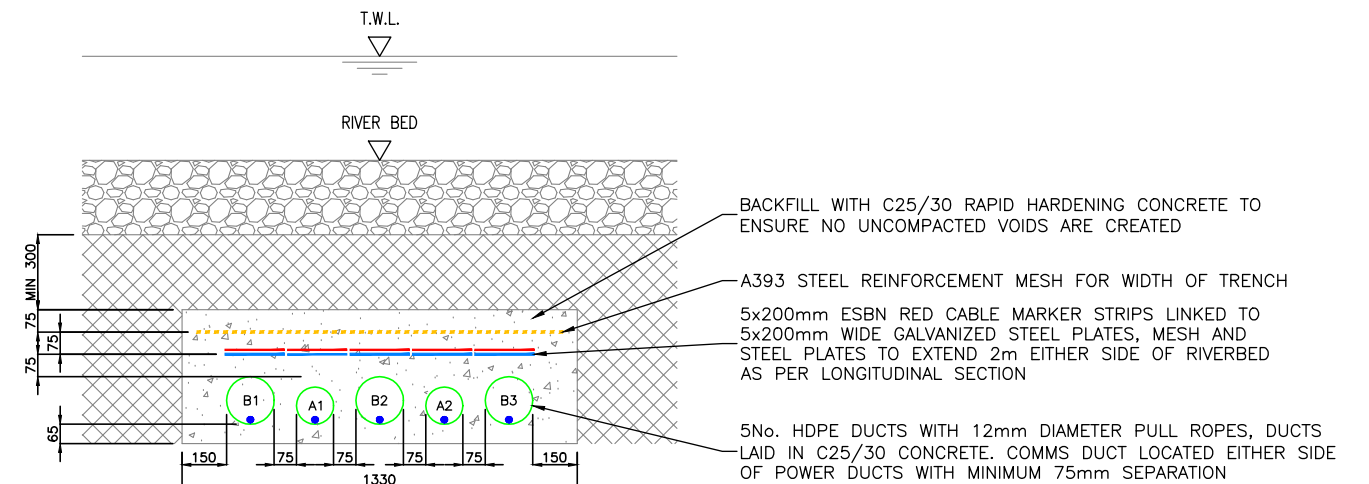 T.W.L.
RIVER BED
BACKFILL WITH C25/30 RAPID HARDENING CONCRETE TO
ENSURE NO UNCOMPACTED VOIDS ARE CREATED
MIN 300
A393 STEEL REINFORCEMENT MESH FOR WIDTH OF TRENCH
75
75
75
5x200mm ESBN RED CABLE MARKER STRIPS LINKED TO
5x200mm WIDE GALVANIZED STEEL PLATES, MESH AND
STEEL PLATES TO EXTEND 2m EITHER SIDE OF RIVERBED
AS PER LONGITUDINAL SECTION
B1
A1
B2
A2
B3
65
5No. HDPE DUCTS WITH 12mm DIAMETER PULL ROPES, DUCTS
LAID IN C25/30 CONCRETE. COMMS DUCT LOCATED EITHER SIDE
OF POWER DUCTS WITH MINIMUM 75mm SEPARATION
150
75
75
75
75
150
1330